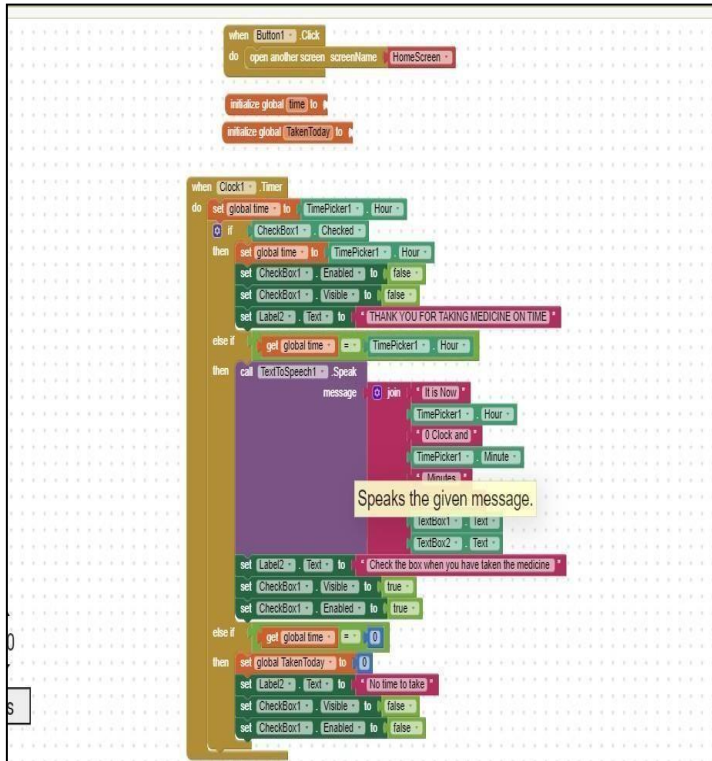 when Button1 .Click
do open another screen screenName HomeScreen
initialize global time to
initialize global TakenToday to
when Clock1 .Timer
do set global time to TimePicker1 . Hour
if CheckBox1 . Checked
then set global time to TimePicker1 . Hour
set CheckBox1 . Enabled to false
set CheckBox1 . Visible to false
set Label2 . Text to " THANK YOU FOR TAKING MEDICINE ON TIME "
else if get global time = TimePicker1 . Hour
then call TextToSpeech1 .Speak
message join " It is Now "
TimePicker1 . Hour
" 0 Clock and "
TimePicker1 . Minute
" Minutes
Speaks the given message.
TextBox1 . Text
TextBox2 . Text
set Label2 . Text to " Check the box when you have taken the medicine "
set CheckBox1 . Visible to true
set CheckBox1 . Enabled to true
else if get global time = 0
then set global TakenToday to 0
set Label2 . Text to " No time to take "
set CheckBox1 . Visible to false
set CheckBox1 . Enabled to false
s